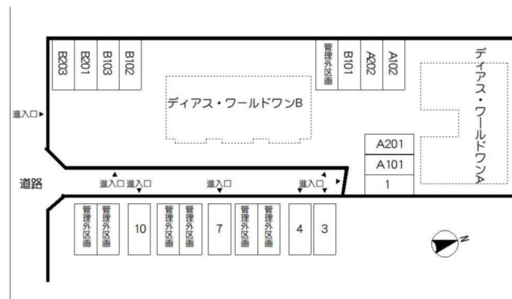 B203
B201
B103
B102
管理外区画
B101
A202
A102
ディアス・ワールドワンB
ディアス・ワールドワンA
進入口
A201
A101
1
道路
進入口
進入口
進入口
進入口
管理外区画
管理外区画
10
管理外区画
管理外区画
7
管理外区画
管理外区画
4
3
N